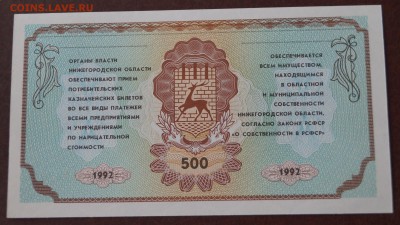 COINS.LAVE.RU
ОРГАНЫ ВЛАСТИ
НИЖЕГОРОДСКОЙ ОБЛАСТИ
ОБЕСПЕЧИВАЮТ ПРИЕМ
ПОТРЕБИТЕЛЬСКИХ
КАЗНАЧЕЙСКИХ БИЛЕТОВ
ВО ВСЕ ВИДЫ ПЛАТЕЖЕЙ
ВСЕМИ ПРЕДПРИЯТИЯМИ
И УЧРЕЖДЕНИЯМИ
ПО НАРИЦАТЕЛЬНОЙ
СТОИМОСТИ
ОБЕСПЕЧИВАЕТСЯ
ВСЕМ ИМУЩЕСТВОМ,
НАХОДЯЩИМСЯ
В ОБЛАСТНОЙ
И МУНИЦИПАЛЬНОЙ
СОБСТВЕННОСТИ
НИЖЕГОРОДСКОЙ ОБЛАСТИ,
СОГЛАСНО ЗАКОНУ РСФСР
«О СОБСТВЕННОСТИ В РСФСР»
500
1992
1992